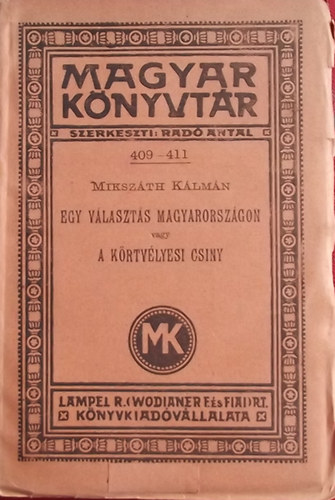 MAGYAR
KÖNYVTÁR
SZERKESZTI: RADÓ ANTAL
409-411
MIKSZÁTH KÁLMÁN
EGY VÁLASZTÁS MAGYARORSZÁGON
vagy
A KÖRTVÉLYESI CSINY
MK
LAMPEL R. (WODIANER F. és FIAI) R.T.
KÖNYVKIADÓVÁLLALATA